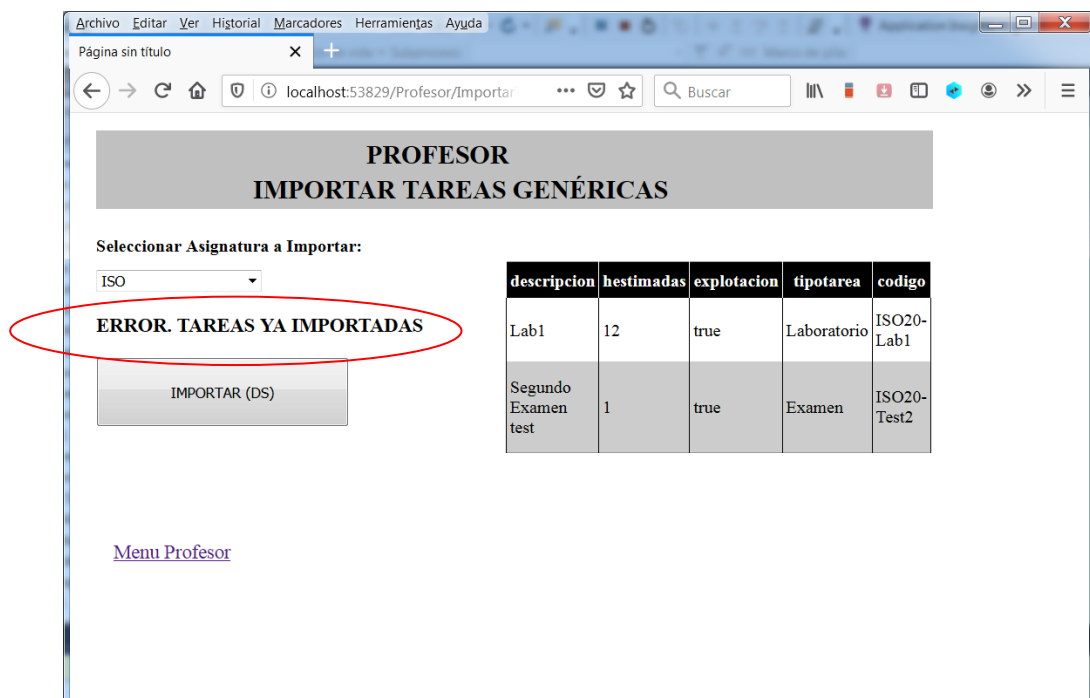 Archivo Editar Ver Historial Marcadores Herramientas Ayuda
Página sin título
localhost:53829/Profesor/Importar
Buscar
PROFESOR
IMPORTAR TAREAS GENÉRICAS
Seleccionar Asignatura a Importar:
ISO
ERROR. TAREAS YA IMPORTADAS
IMPORTAR (DS)
descripcion hestimadas explotacion tipotarea codigo
Lab1 12 true Laboratorio ISO20-
Lab1
Segundo
Examen
test 1 true Examen ISO20-
Test2
Menu Profesor